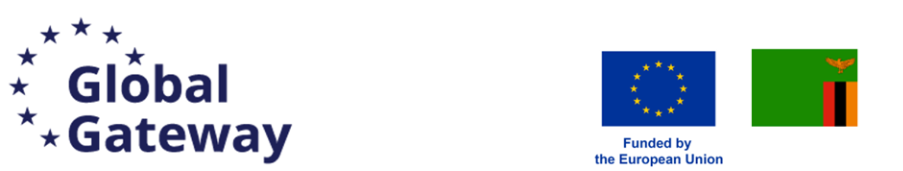 Global
Gateway
Funded by
the European Union